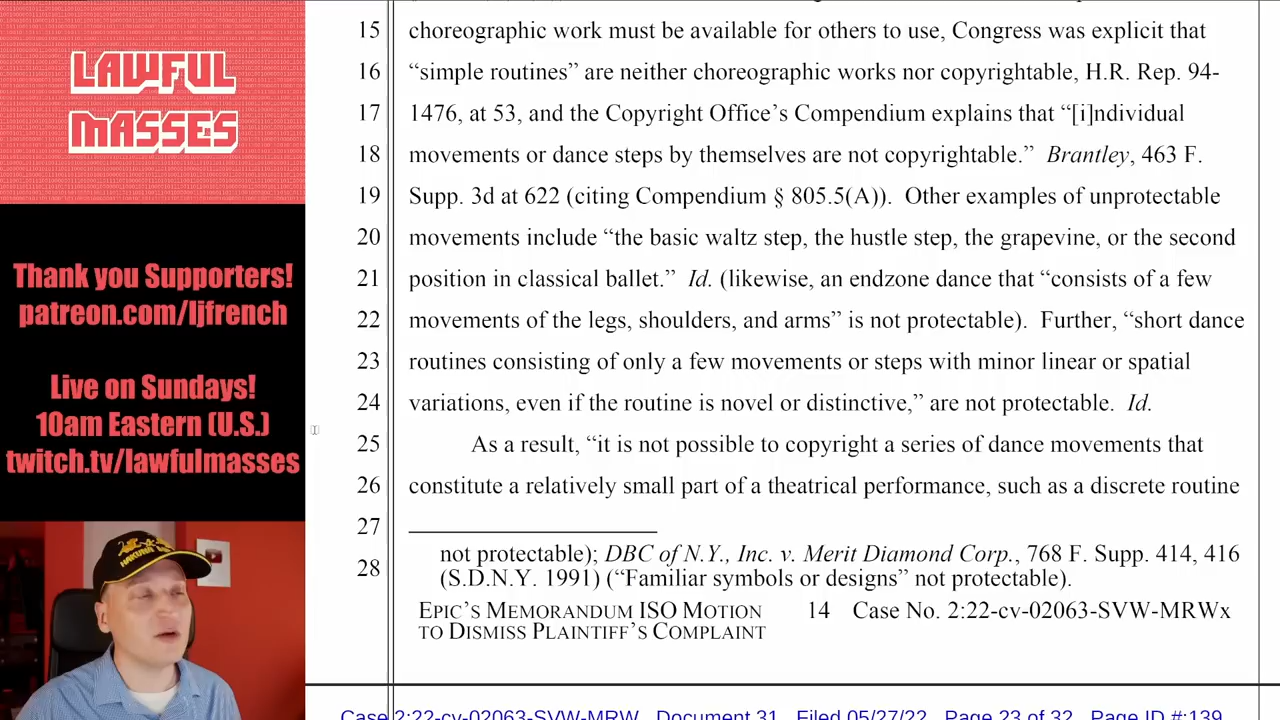 LAWFUL
MASSES
Thank you Supporters!
patreon.com/ljfrench
Live on Sundays!
10am Eastern (U.S.)
twitch.tv/lawfulmasses
15 choreographic work must be available for others to use, Congress was explicit that
16 “simple routines” are neither choreographic works nor copyrightable, H.R. Rep. 94-
17 1476, at 53, and the Copyright Office’s Compendium explains that “[i]ndividual
18 movements or dance steps by themselves are not copyrightable.” Brantley, 463 F.
19 Supp. 3d at 622 (citing Compendium § 805.5(A)). Other examples of unprotectable
20 movements include “the basic waltz step, the hustle step, the grapevine, or the second
21 position in classical ballet.” Id. (likewise, an endzone dance that “consists of a few
22 movements of the legs, shoulders, and arms” is not protectable). Further, “short dance
23 routines consisting of only a few movements or steps with minor linear or spatial
24 variations, even if the routine is novel or distinctive,” are not protectable. Id.
25 As a result, “it is not possible to copyright a series of dance movements that
26 constitute a relatively small part of a theatrical performance, such as a discrete routine
27
not protectable); DBC of N.Y., Inc. v. Merit Diamond Corp., 768 F. Supp. 414, 416
28 (S.D.N.Y. 1991) (“Familiar symbols or designs” not protectable).
EPIC’S MEMORANDUM ISO MOTION 14 Case No. 2:22-cv-02063-SVW-MRWx
TO DISMISS PLAINTIFF’S COMPLAINT
Case 2:22-cv-02063-SVW-MRW Document 31 Filed 05/27/22 Page 23 of 32 Page ID #:139